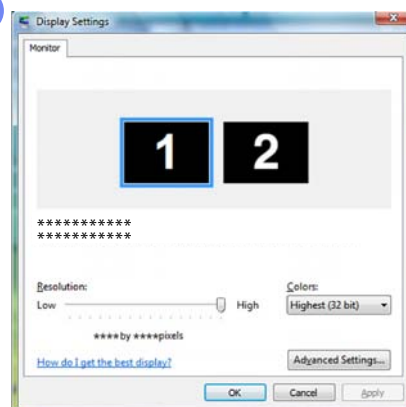 Display Settings
Monitor
1 2
***********
***********
Resolution: Colors:
Low High Highest (32 bit)
****by ****pixels
How do I get the best display? Advanced Settings...
OK Cancel Apply